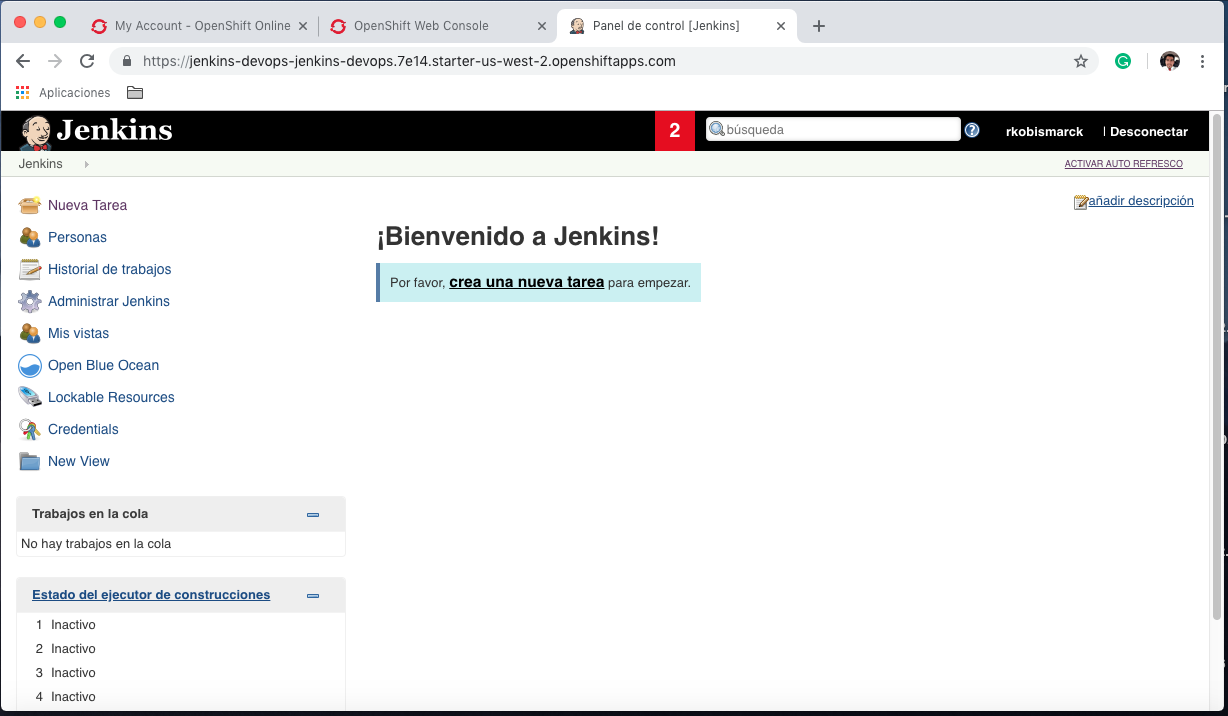 My Account - OpenShift Online
OpenShift Web Console
Panel de control [Jenkins]
https://jenkins-devops-jenkins-devops.7e14.starter-us-west-2.openshiftapps.com
Aplicaciones
Jenkins
2
búsqueda
rkobismarck
| Desconectar
Jenkins
ACTIVAR AUTO REFRESCO
añadir descripción
Nueva Tarea
Personas
Historial de trabajos
Administrar Jenkins
Mis vistas
Open Blue Ocean
Lockable Resources
Credentials
New View
¡Bienvenido a Jenkins!
Por favor, crea una nueva tarea para empezar.
Trabajos en la cola
No hay trabajos en la cola
Estado del ejecutor de construcciones
1 Inactivo
2 Inactivo
3 Inactivo
4 Inactivo